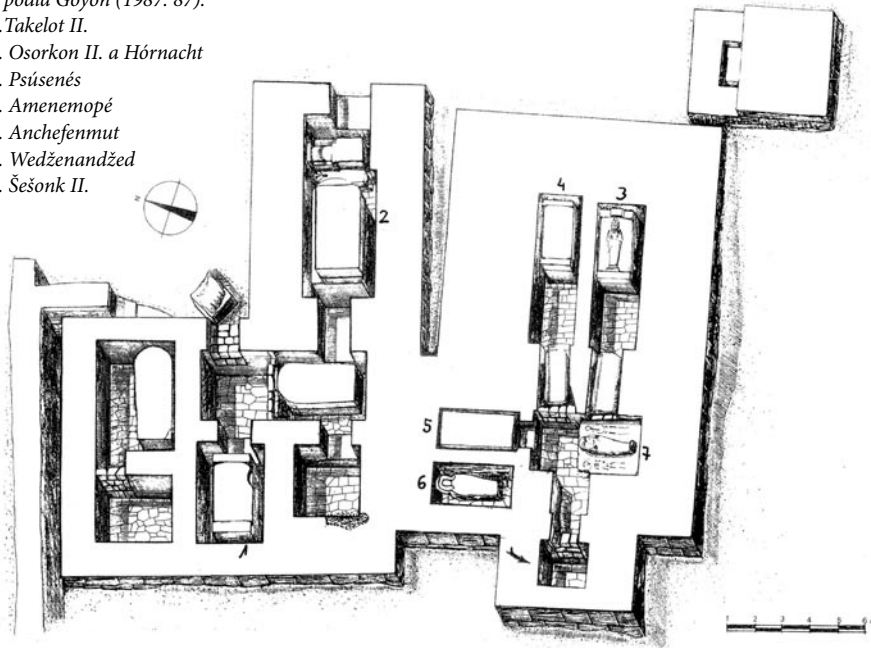 podľa Goyon (1987: 87).
.Takelot II.
. Osorkon II. a Hórnacht
. Psúsenés
. Amenemopé
. Anchefenmut
. Wedženandžed
. Šešonk II.
N
2
4
3
5
7
6
1
1 2 3 4 5 6